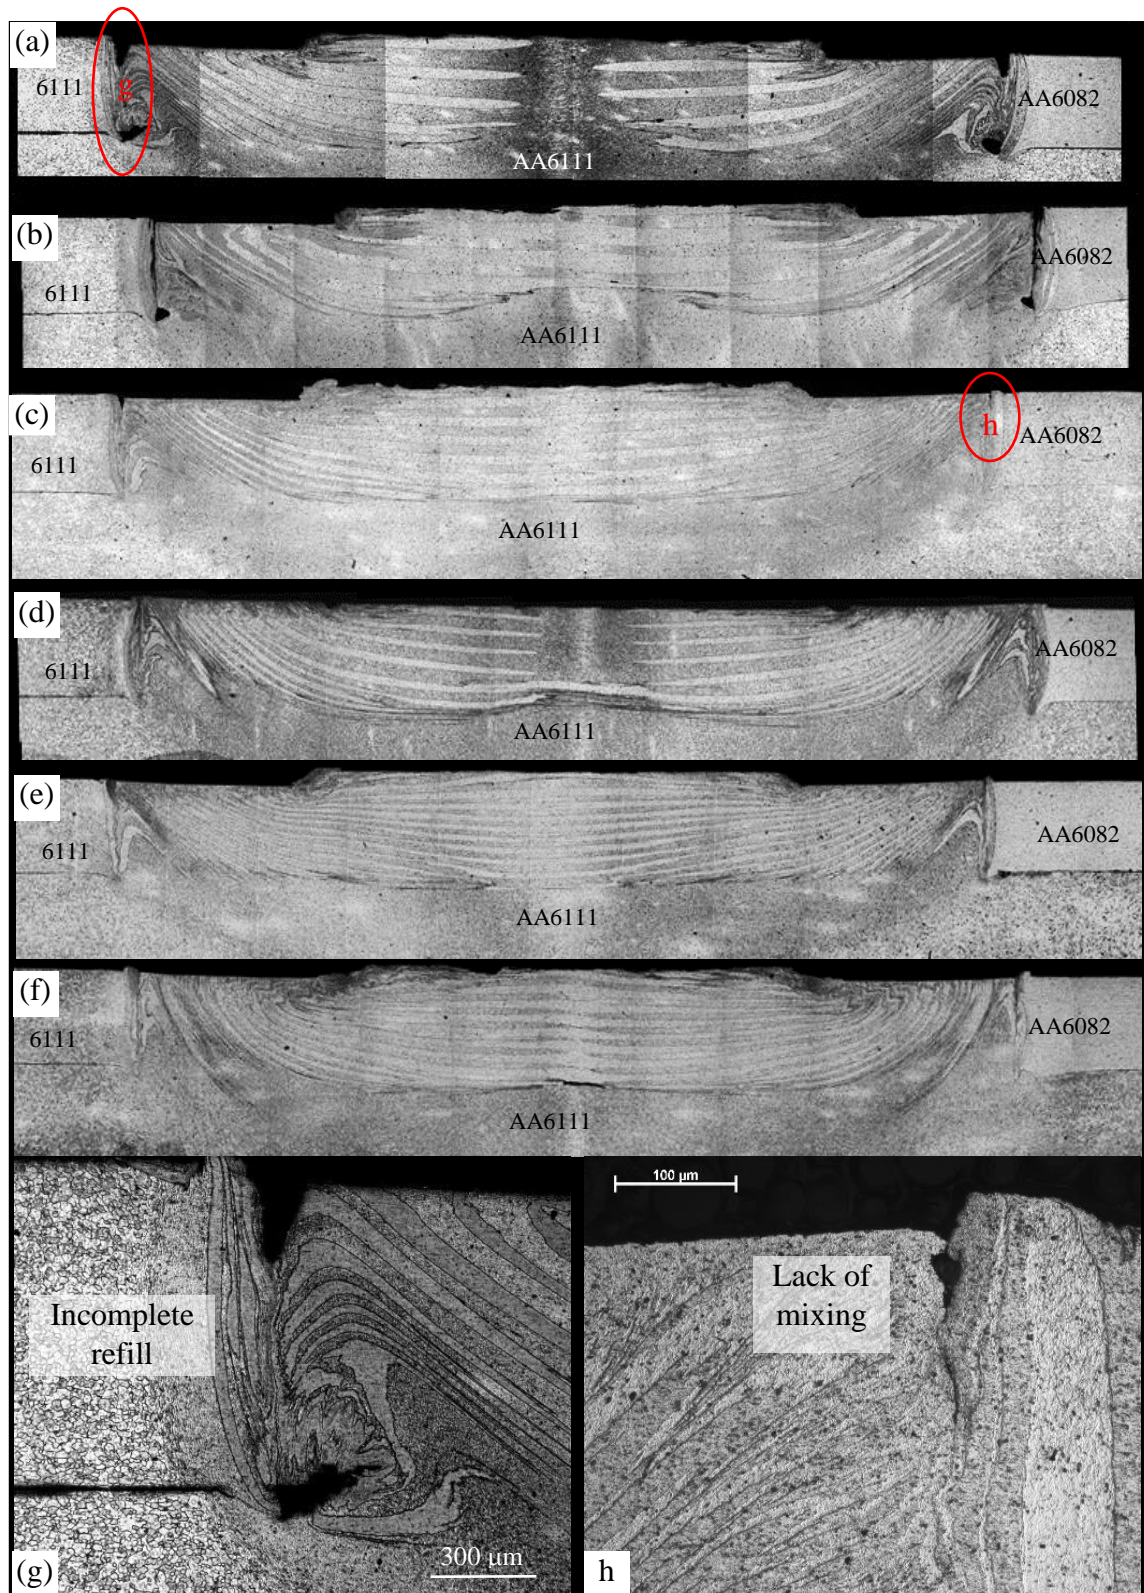 (a)
6111
g
AA6082
AA6111
(b)
6111
AA6082
AA6111
(c)
6111
h
AA6082
AA6111
(d)
6111
AA6082
AA6111
(e)
6111
AA6082
AA6111
(f)
6111
AA6082
AA6111
Incomplete
refill
300 µm
(g)
100 µm
Lack of
mixing
h